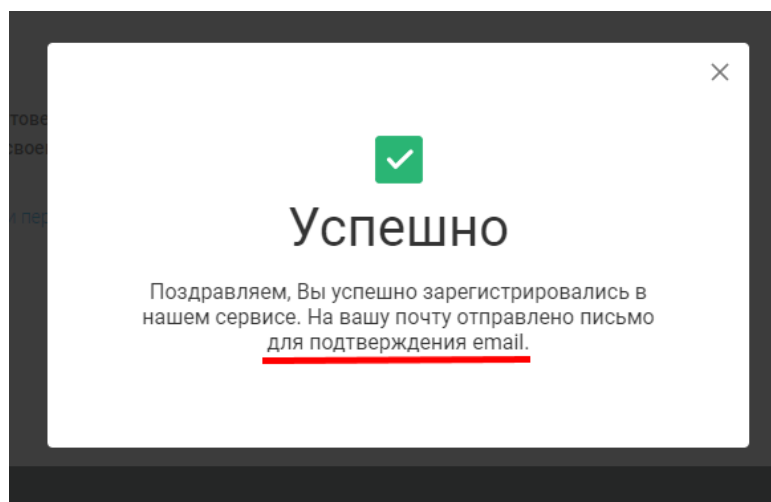 Успешно
Поздравляем, Вы успешно зарегистрировались в
нашем сервисе. На вашу почту отправлено письмо
для подтверждения email.